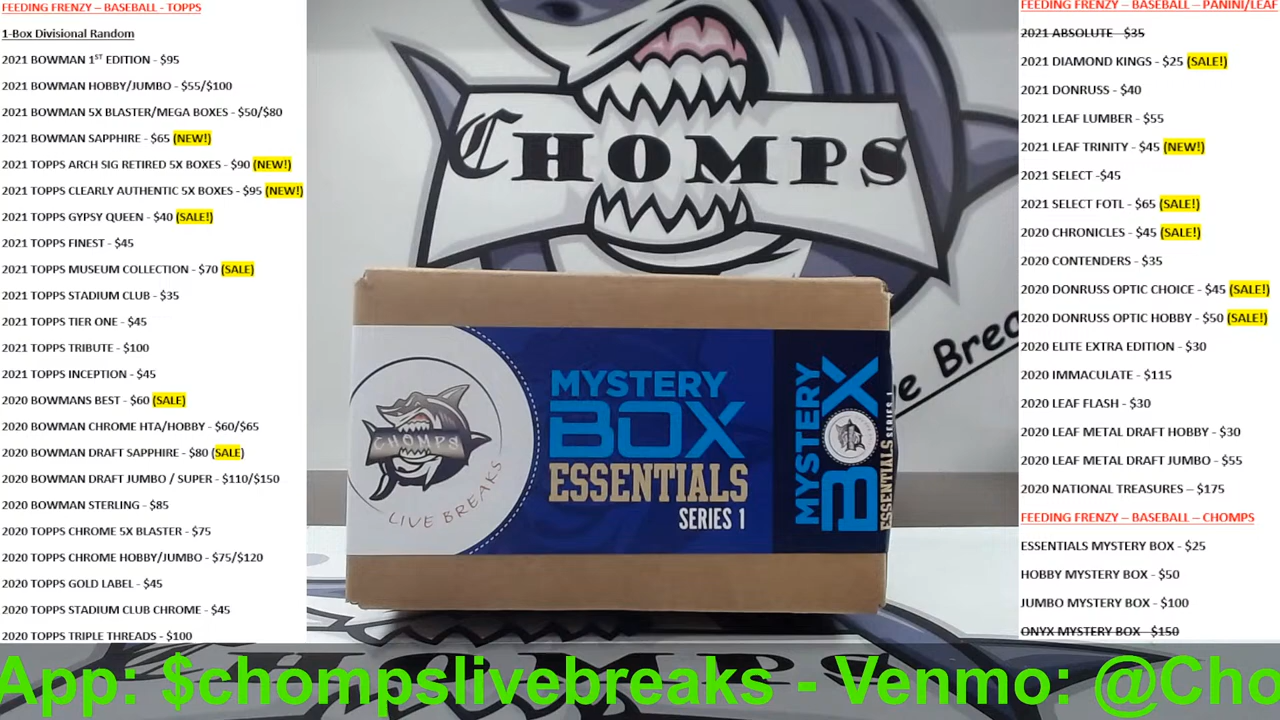 FEEDING FRENZY – BASEBALL - TOPPS
1-Box Divisional Random
2021 BOWMAN 1ST EDITION - $95
2021 BOWMAN HOBBY/JUMBO - $55/$100
2021 BOWMAN 5X BLASTER/MEGA BOXES - $50/$80
2021 BOWMAN SAPPHIRE - $65 (NEW!)
2021 TOPPS ARCH SIG RETIRED 5X BOXES - $90 (NEW!)
2021 TOPPS CLEARLY AUTHENTIC 5X BOXES - $95 (NEW!)
2021 TOPPS GYPSY QUEEN - $40 (SALE!)
2021 TOPPS FINEST - $45
2021 TOPPS MUSEUM COLLECTION - $70 (SALE)
2021 TOPPS STADIUM CLUB - $35
2021 TOPPS TIER ONE - $45
2021 TOPPS TRIBUTE - $100
2021 TOPPS INCEPTION - $45
2020 BOWMANS BEST - $60 (SALE)
2020 BOWMAN CHROME HTA/HOBBY - $60/$65
2020 BOWMAN DRAFT SAPPHIRE - $80 (SALE)
2020 BOWMAN DRAFT JUMBO / SUPER - $110/$150
2020 BOWMAN STERLING - $85
2020 TOPPS CHROME 5X BLASTER - $75
2020 TOPPS CHROME HOBBY/JUMBO - $75/$120
2020 TOPPS GOLD LABEL - $45
2020 TOPPS STADIUM CLUB CHROME - $45
2020 TOPPS TRIPLE THREADS - $100
CHOMPS
e Brea
CHOMPS
LIVE BREAKS
MYSTERY
BOX
ESSENTIALS
SERIES 1
MYSTERY
BOX
ESSENTIALS SERIES 1
FEEDING FRENZY – BASEBALL – PANINI/LEAF
2021 ABSOLUTE - $35
2021 DIAMOND KINGS - $25 (SALE!)
2021 DONRUSS - $40
2021 LEAF LUMBER - $55
2021 LEAF TRINITY - $45 (NEW!)
2021 SELECT -$45
2021 SELECT FOTL - $65 (SALE!)
2020 CHRONICLES - $45 (SALE!)
2020 CONTENDERS - $35
2020 DONRUSS OPTIC CHOICE - $45 (SALE!)
2020 DONRUSS OPTIC HOBBY - $50 (SALE!)
2020 ELITE EXTRA EDITION - $30
2020 IMMACULATE - $115
2020 LEAF FLASH - $30
2020 LEAF METAL DRAFT HOBBY - $30
2020 LEAF METAL DRAFT JUMBO - $55
2020 NATIONAL TREASURES – $175
FEEDING FRENZY – BASEBALL – CHOMPS
ESSENTIALS MYSTERY BOX - $25
HOBBY MYSTERY BOX - $50
JUMBO MYSTERY BOX - $100
ONYX MYSTERY BOX - $150
CHOMPS
App: $chompslivebreaks - Venmo: @Cho